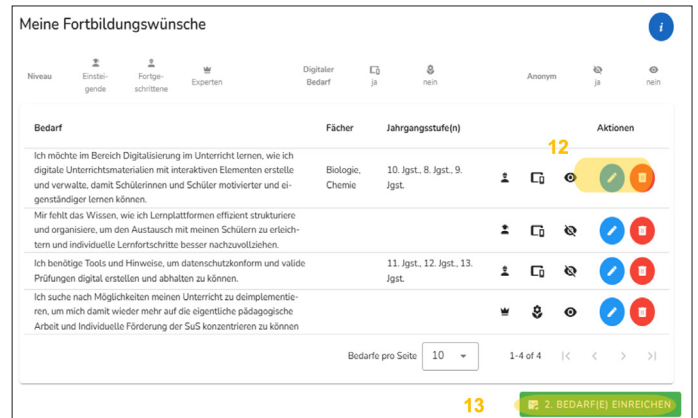 Meine Fortbildungswünsche
i
Niveau
Einstei-
gende
Fortge-
schrittene
Experten
Digitaler
Bedarf
ja
nein
Anonym
ja
nein
Bedarf Fächer Jahrgangsstufe(n) Aktionen
12
Ich möchte im Bereich Digitalisierung im Unterricht lernen, wie ich
digitale Unterrichtsmaterialien mit interaktiven Elementen erstelle
und verwalte, damit Schülerinnen und Schüler motivierter und ei-
genständiger lernen können.
Biologie,
Chemie
10. Jgst., 8. Jgst., 9.
Jgst.
Mir fehlt das Wissen, wie ich Lernplattformen effizient strukturiere
und organisiere, um den Austausch mit meinen Schülern zu erleich-
tern und individuelle Lernfortschritte besser nachzuvollziehen.
Ich benötige Tools und Hinweise, um datenschutzkonform und valide
Prüfungen digital erstellen und abhalten zu können.
11. Jgst., 12. Jgst., 13.
Jgst.
Ich suche nach Möglichkeiten meinen Unterricht zu deimplementie-
ren, um mich damit wieder mehr auf die eigentliche pädagogische
Arbeit und Individuelle Förderung der SuS konzentrieren zu können
Bedarfe pro Seite 10 1-4 of 4 |< < > >|
13 2. BEDARF(E) EINREICHEN